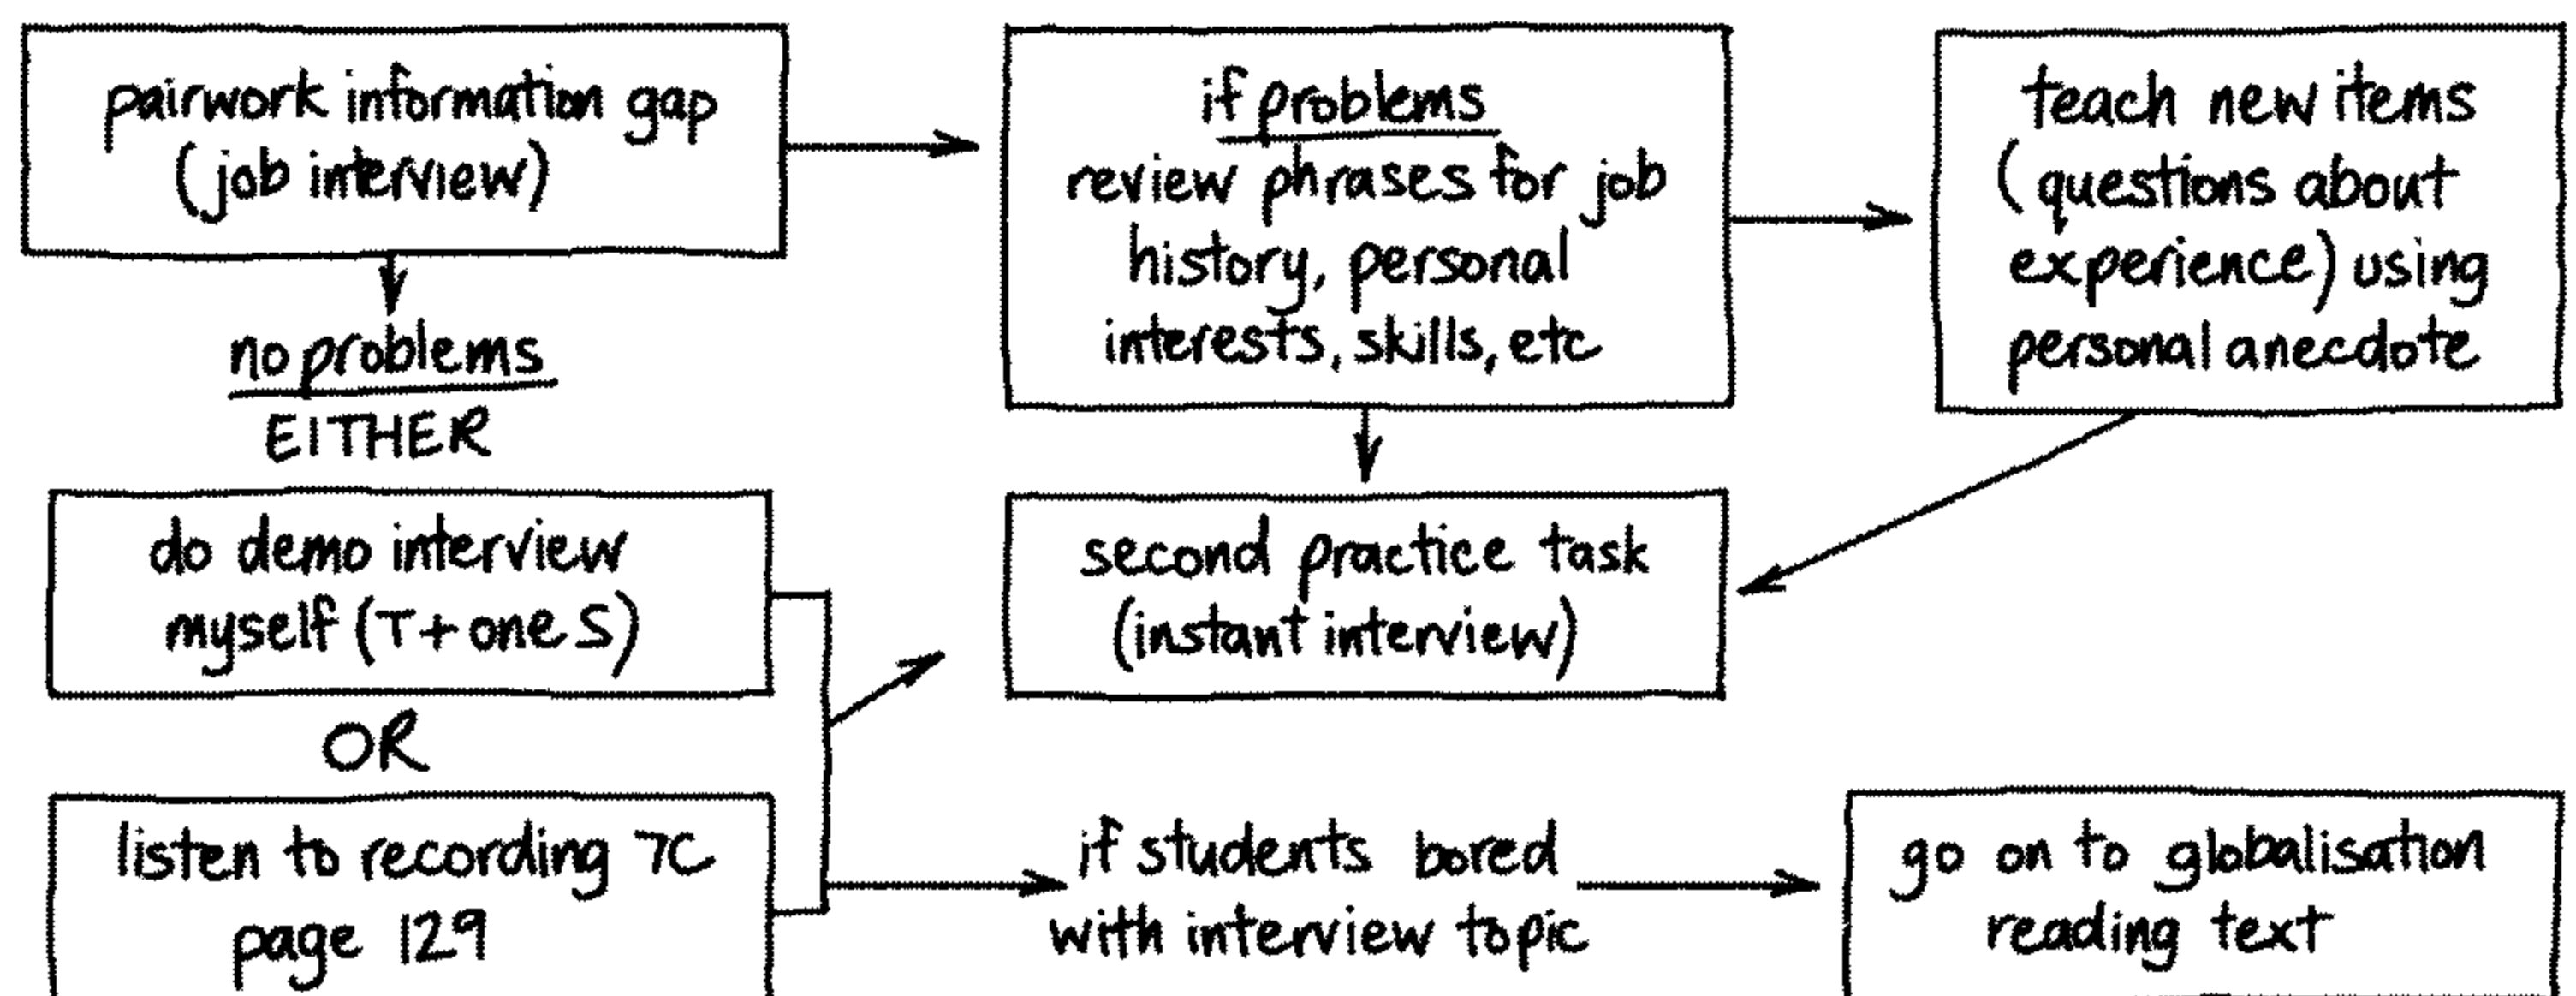 pairwork information gap
(job interview)
if problems
review phrases for job
history, personal
interests, skills, etc
teach new items
(questions about
experience) using
personal anecdote
no problems
EITHER
do demo interview
myself (T+one S)
second practice task
(instant interview)
OR
listen to recording 7C
page 129
if students bored
with interview topic
go on to globalisation
reading text